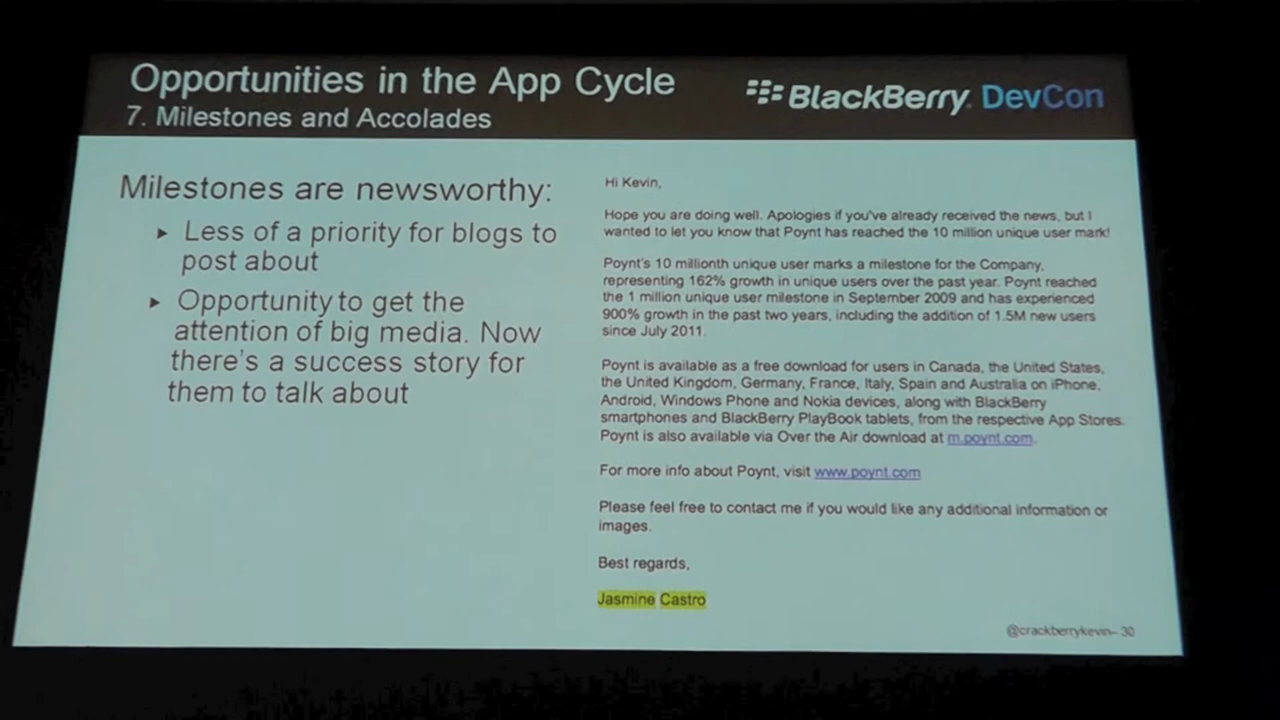 Opportunities in the App Cycle
7. Milestones and Accolades
BlackBerry DevCon
Milestones are newsworthy:
Less of a priority for blogs to
post about
Opportunity to get the
attention of big media. Now
there's a success story for
them to talk about
Hi Kevin,
Hope you are doing well. Apologies if you've already received the news, but I
wanted to let you know that Poynt has reached the 10 million unique user mark!
Poynt's 10 millionth unique user marks a milestone for the Company,
representing 162% growth in unique users over the past year. Poynt reached
the 1 million unique user milestone in September 2009 and has experienced
900% growth in the past two years, including the addition of 1.5M new users
since July 2011.
Poynt is available as a free download for users in Canada, the United States,
the United Kingdom, Germany, France, Italy, Spain and Australia on iPhone,
Android, Windows Phone and Nokia devices, along with BlackBerry
smartphones and BlackBerry PlayBook tablets, from the respective App Stores.
Poynt is also available via Over the Air download at m.poynt.com.
For more info about Poynt, visit www.poynt.com
Please feel free to contact me if you would like any additional information or
images.
Best regards,
Jasmine Castro
@crackberrykevin– 30